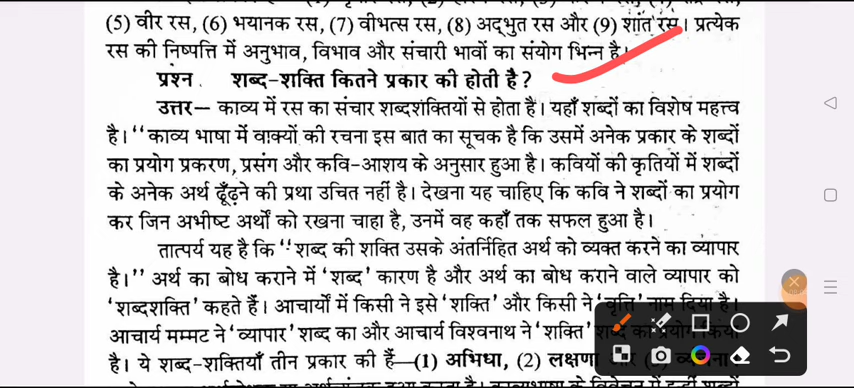 (5) वीर रस, (6) भयानक रस, (7) वीभत्स रस, (8) अद्भुत रस और (9) शांत रस। प्रत्येक
रस की निष्पत्ति में अनुभाव, विभाव और संचारी भावों का संयोग भिन्न है।
प्रश्न. शब्द-शक्ति कितने प्रकार की होती है?
उत्तर— काव्य में रस का संचार शब्दशंक्तियों से होता है। यहाँ शब्दों का विशेष महत्त्व
है। ''काव्य भाषा में वाक्यों की रचना इस बात का सूचक है कि उसमें अनेक प्रकार के शब्दों
का प्रयोग प्रकरण, प्रसंग और कवि-आशय के अनुसार हुआ है। कवियों की कृतियों में शब्दों
के अनेक अर्थ ढूँढ़ने की प्रथा उचित नहीं है। देखना यह चाहिए कि कवि ने शब्दों का प्रयोग
कर जिन अभीष्ट अर्थों को रखना चाहा है, उनमें वह कहाँ तक सफल हुआ है।
तात्पर्य यह है कि ''शब्द की शक्ति उसके अंतर्निहित अर्थ को व्यक्त करने का व्यापार
है।'' अर्थ का बोध कराने में 'शब्द' कारण है और अर्थ का बोध कराने वाले व्यापार को
'शब्दशक्ति' कहते हैं। आचार्यों में किसी ने इसे 'शक्ति' और किसी ने 'वृत्ति' नाम दिया है।
आचार्य मम्मट ने 'व्यापार' शब्द का और आचार्य विश्वनाथ ने 'शक्ति' शब्द का प्रयोग किया
है। ये शब्द-शक्तियाँ तीन प्रकार की हैं—(1) अभिधा, (2) लक्षणा